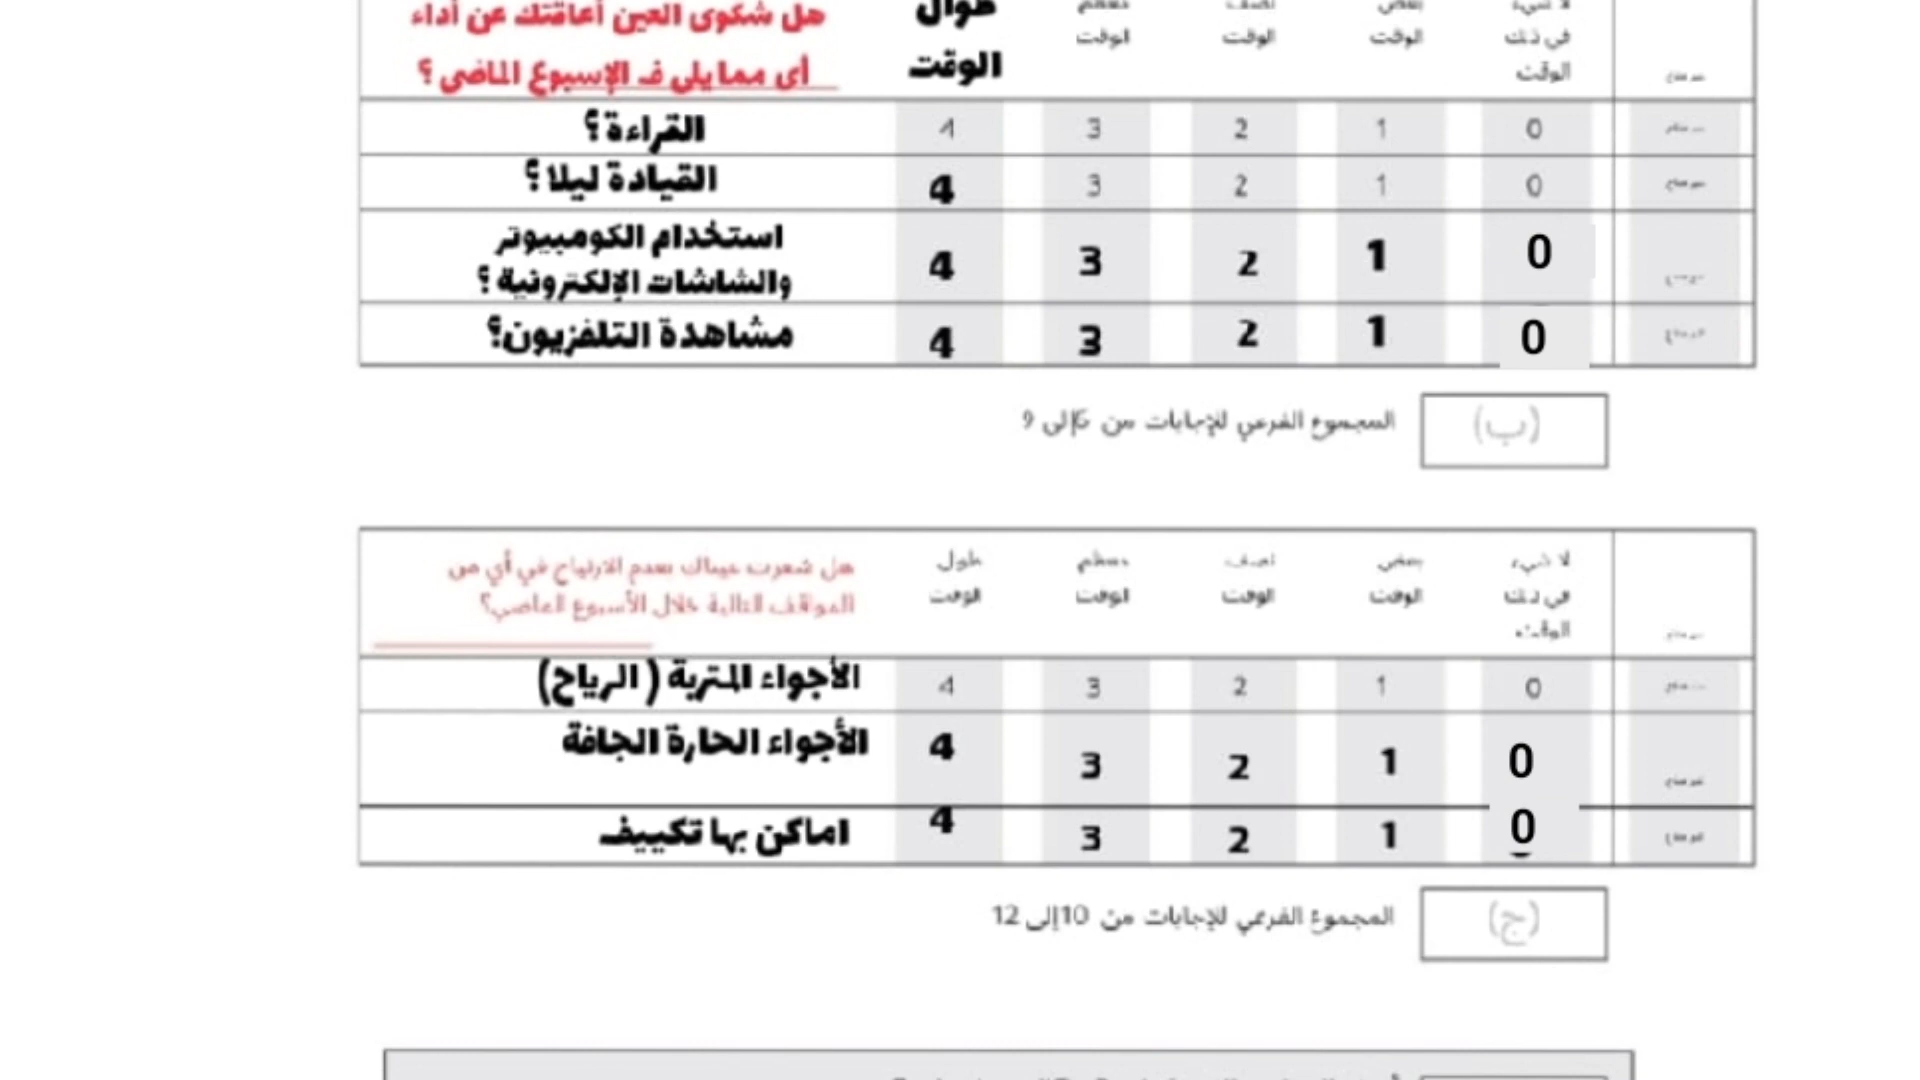 هل شكوى العين أعاقتك عن أداء
أى مما يلى فـ الإسبوع الماضى ؟
طوال
الوقت
معظم
الوقت
نصف
الوقت
بعض
الوقت
لا شيء
في ذلك
الوقت
القراءة ؟ 4 3 2 1 0
القيادة ليلا ؟ 4 3 2 1 0
استخدام الكومبيوتر
والشاشات الإلكترونية ؟ 4 3 2 1 0
مشاهدة التلفزيون؟ 4 3 2 1 0
(ب) المجموع الفرعي للإجابات من 6إلى 9
هل شعرت عيناك بعدم الارتياح في أي من
المواقف التالية خلال الأسبوع الماضي؟
طول
الوقت
معظم
الوقت
نصف
الوقت
بعض
الوقت
لا شيء
في ذلك
الوقت
الأجواء المتربة ( الرياح) 4 3 2 1 0
الأجواء الحارة الجافة 4 3 2 1 0
اماكن بها تكييف 4 3 2 1 0
(ج) المجموع الفرعي للإجابات من 10إلى 12